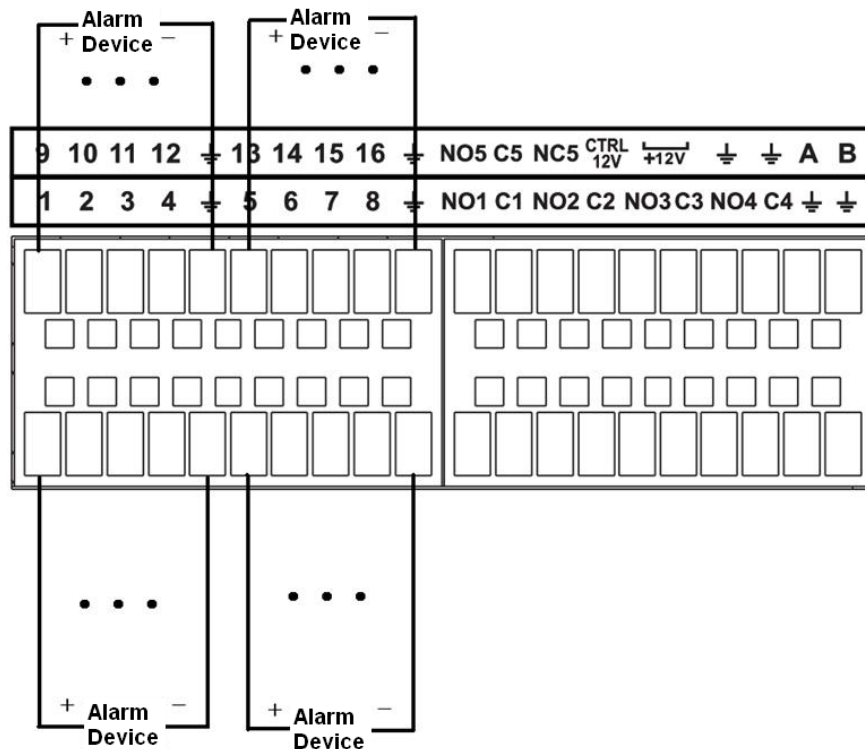 Alarm
+ Device −
Alarm
+ Device −
9 10 11 12 ⏚ 13 14 15 16 ⏚ NO5 C5 NC5 CTRL 12V +12V ⏚ ⏚ A B
1 2 3 4 ⏚ 5 6 7 8 ⏚ NO1 C1 NO2 C2 NO3 C3 NO4 C4 ⏚ ⏚
+ Alarm −
Device
+ Alarm −
Device